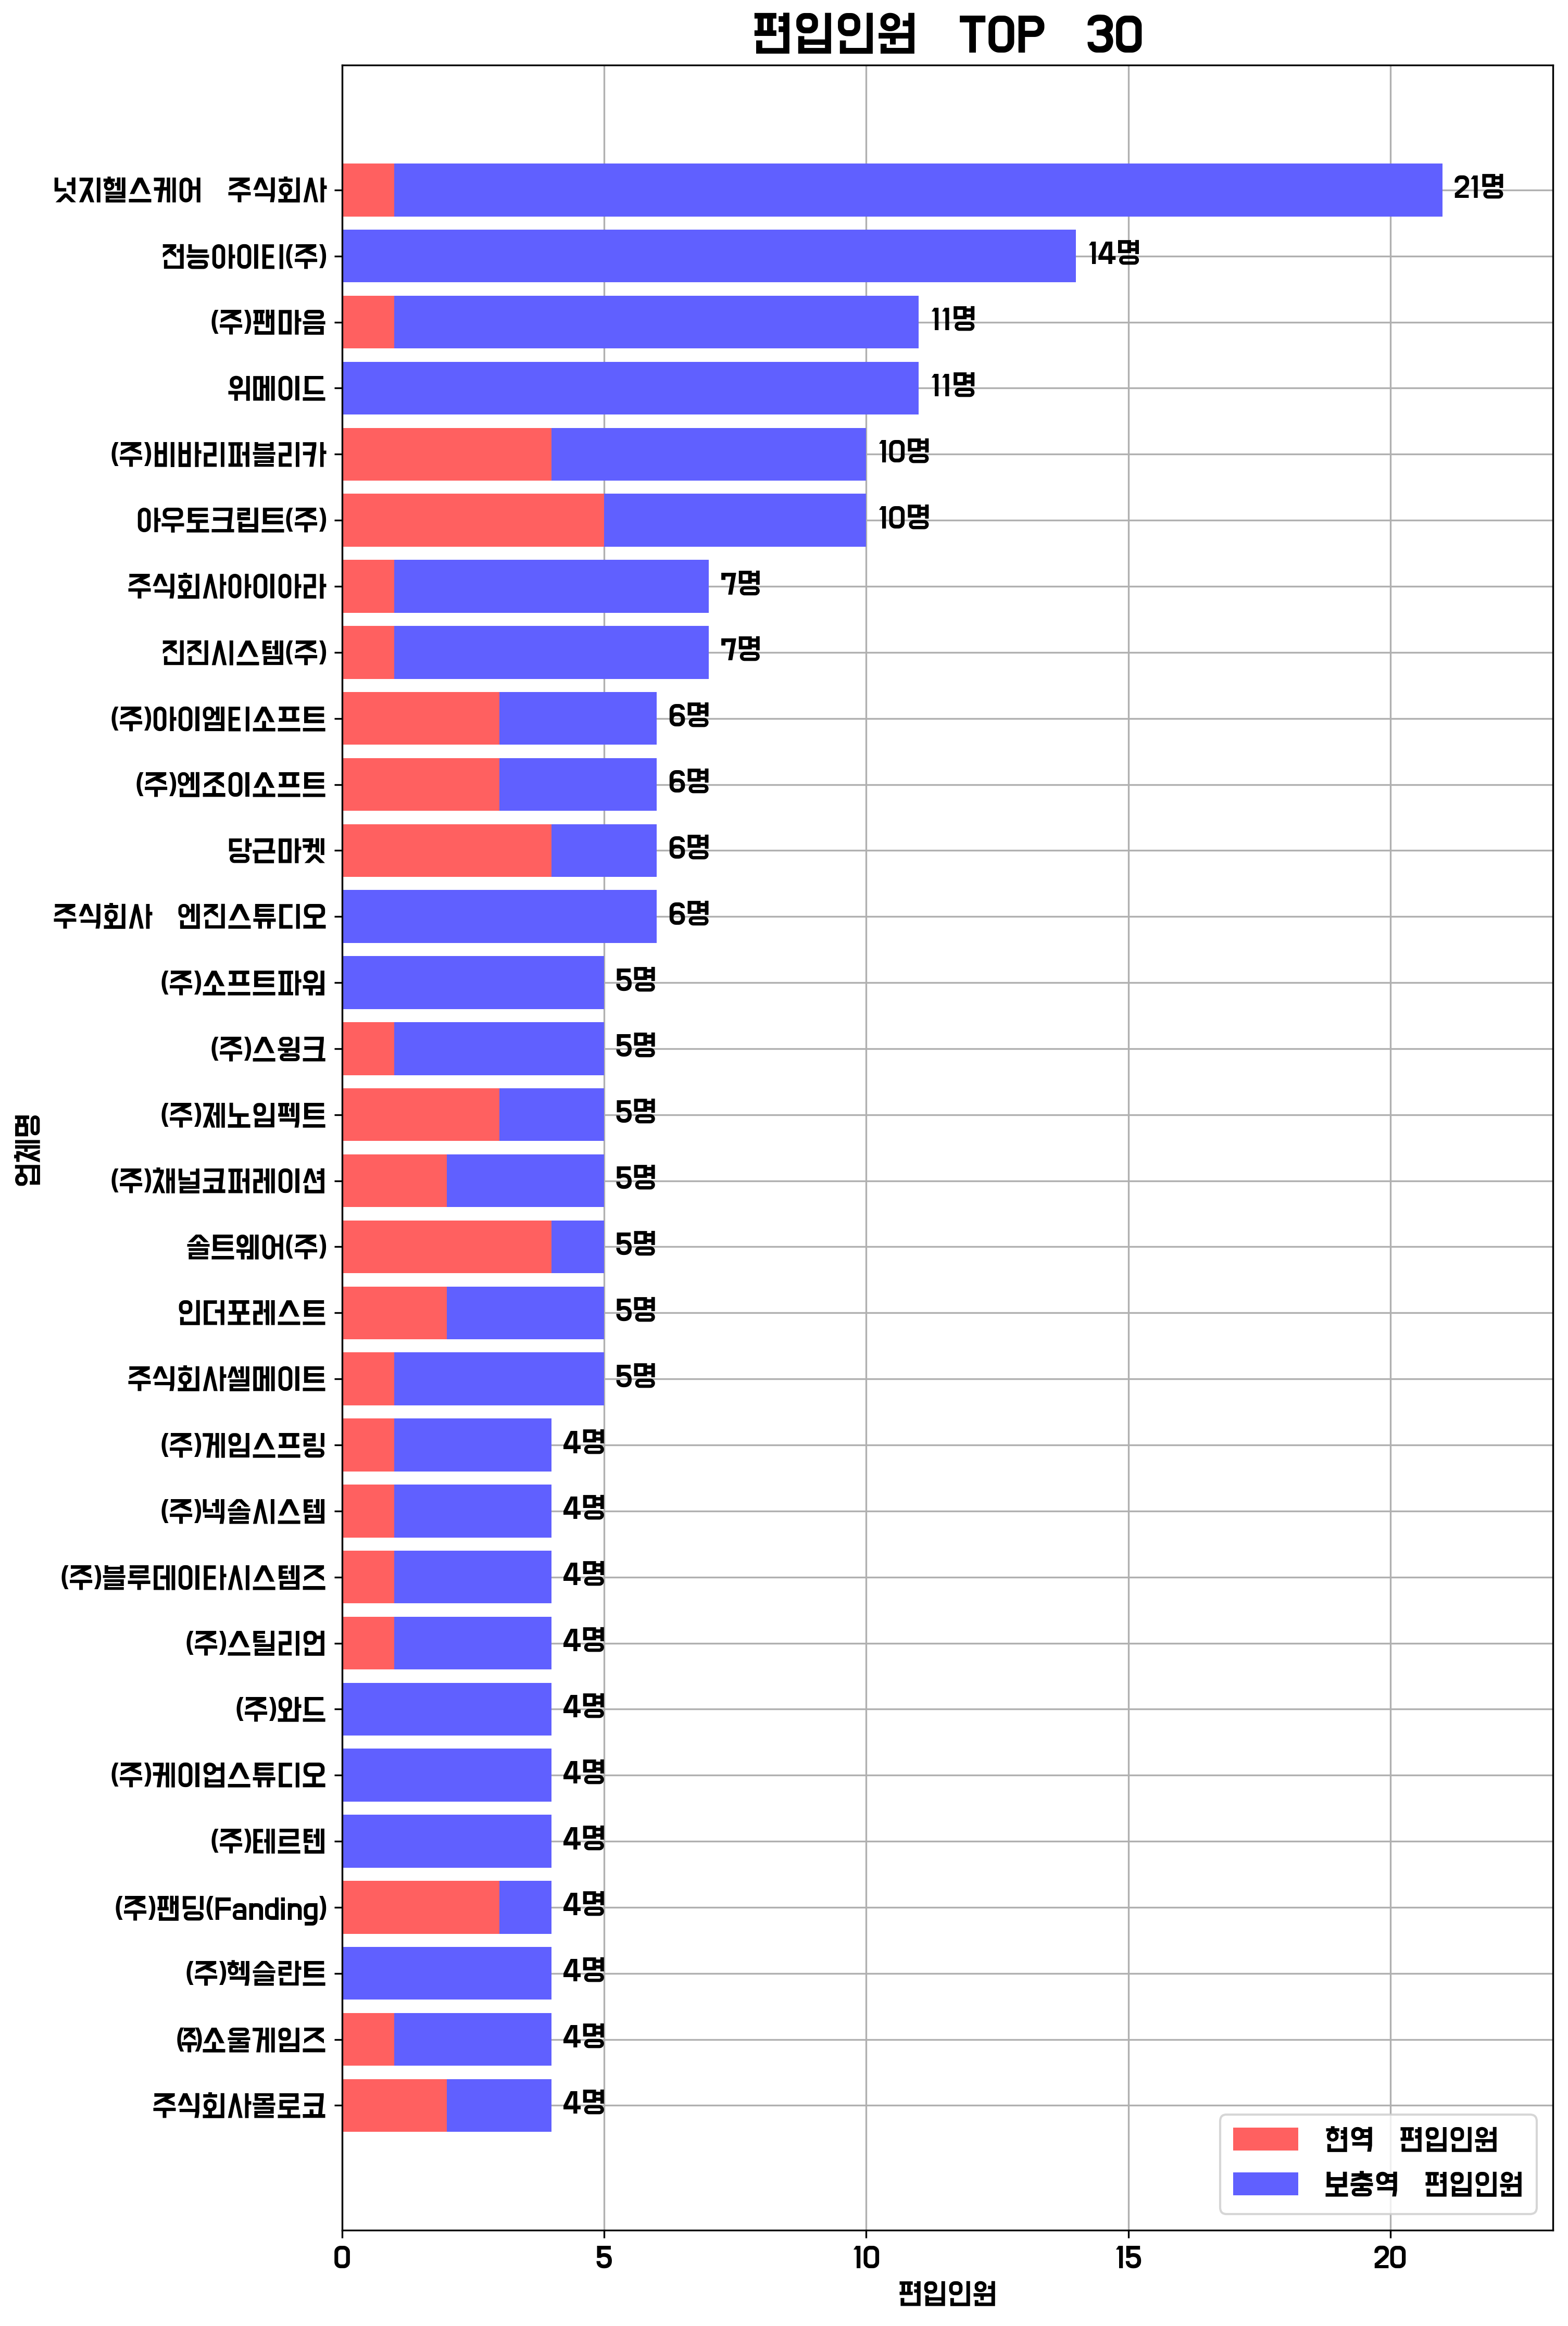 편입인원 TOP 30
넛지헬스케어 주식회사 21명
전능아이티(주) 14명
(주)팬마음 11명
위메이드 11명
(주)비바리퍼블리카 10명
아우토크립트(주) 10명
주식회사아이아라 7명
진진시스템(주) 7명
(주)아이엠티소프트 6명
(주)엔조이소프트 6명
당근마켓 6명
주식회사 엔진스튜디오 6명
(주)소프트파워 5명
(주)스윙크 5명
(주)제노임펙트 5명
(주)채널코퍼레이션 5명
솔트웨어(주) 5명
인더포레스트 5명
주식회사셀메이트 5명
(주)게임스프링 4명
(주)넥솔시스템 4명
(주)블루데이타시스템즈 4명
(주)스틸리언 4명
(주)와드 4명
(주)케이업스튜디오 4명
(주)테르텐 4명
(주)팬딩(Fanding) 4명
(주)헥슬란트 4명
㈜소울게임즈 4명
주식회사몰로코 4명
업체명
현역 편입인원
보충역 편입인원
0 5 10 15 20
편입인원